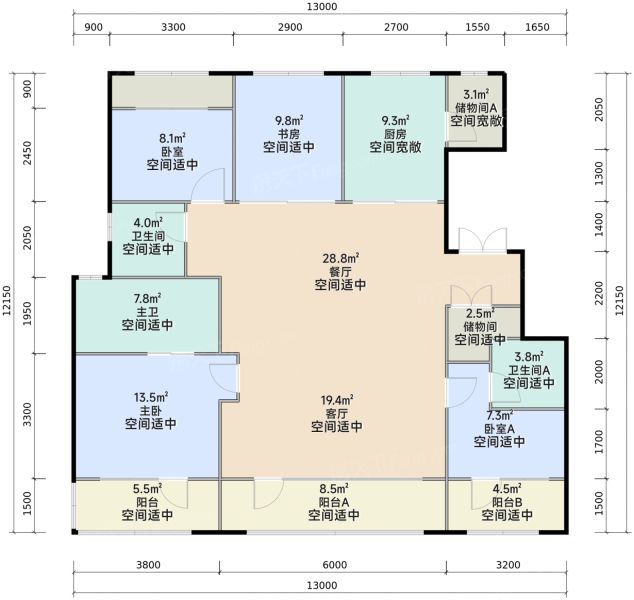 13000
900
3300
2900
2700
1550
1650
900
2450
2050
1950
3300
1500
12150
2050
1300
1400
2200
2000
1700
1500
12150
3.1㎡
储物间A
空间宽敞
9.8㎡
书房
空间适中
9.3㎡
厨房
空间宽敞
8.1㎡
卧室
空间适中
4.0㎡
卫生间
空间适中
28.8㎡
餐厅
空间适中
7.8㎡
主卫
空间适中
2.5㎡
储物间
空间适中
3.8㎡
卫生间A
空间适中
13.5㎡
主卧
空间适中
19.4㎡
客厅
空间适中
7.3㎡
卧室A
空间适中
5.5㎡
阳台
空间适中
8.5㎡
阳台A
空间适中
4.5㎡
阳台B
空间适中
3800
6000
3200
13000